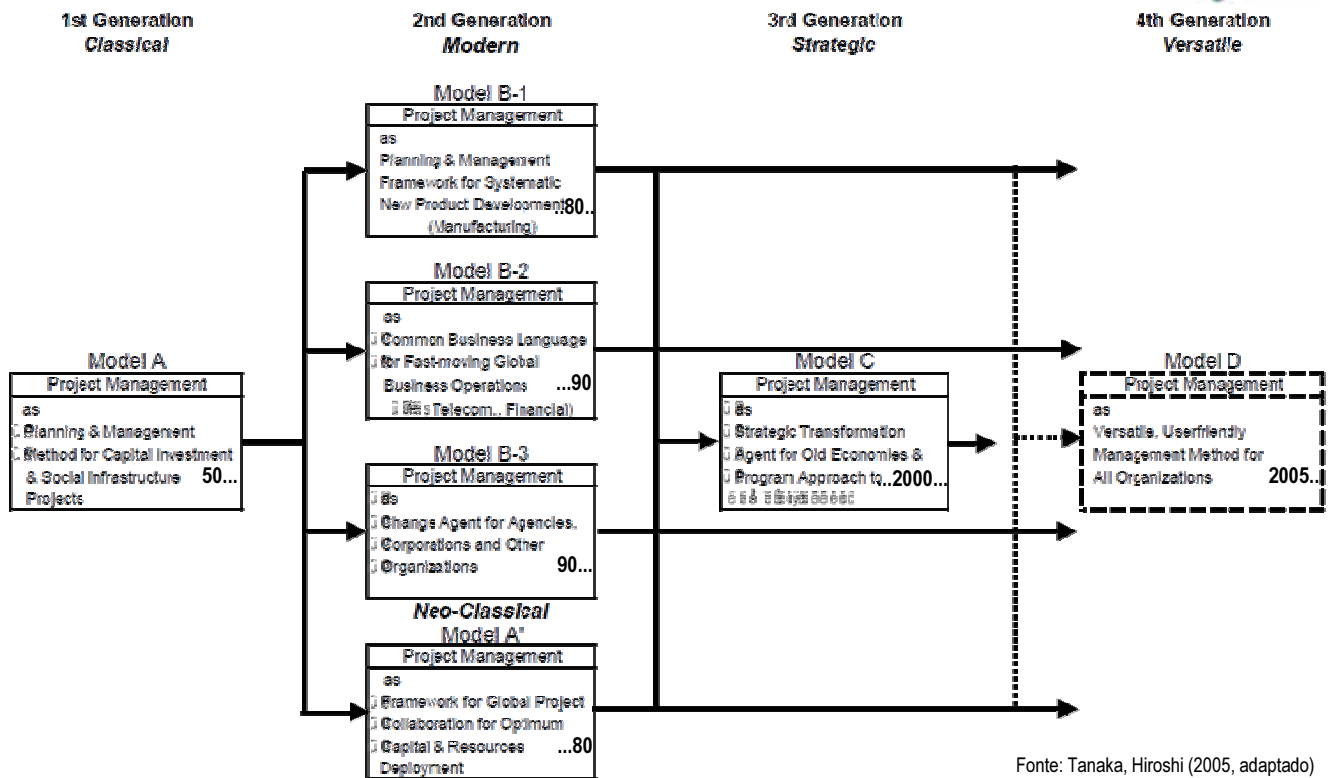 1st Generation
Classical
2nd Generation
Modern
3rd Generation
Strategic
4th Generation
Versatile
Model B-1
Project Management
as
Planning & Management
Framework for Systematic
New Product Development ..80..
(Manufacturing)
Model B-2
Project Management
as
Common Business Language
for Fast-moving Global
Business Operations ...90
Telecom., Financial)
Model A
Project Management
as
Planning & Management
Method for Capital Investment
& Social Infrastructure 50...
Projects
Model B-3
Project Management
as
Change Agent for Agencies,
Corporations and Other
Organizations 90...
Neo-Classical
Model A'
Project Management
as
Framework for Global Project
Collaboration for Optimum
Capital & Resources ...80
Deployment
Model C
Project Management
as
Strategic Transformation
Agent for Old Economies &
Program Approach to ..2000...
Model D
Project Management
as
Versatile, Userfriendly
Management Method for
All Organizations 2005..
Fonte: Tanaka, Hiroshi (2005, adaptado)